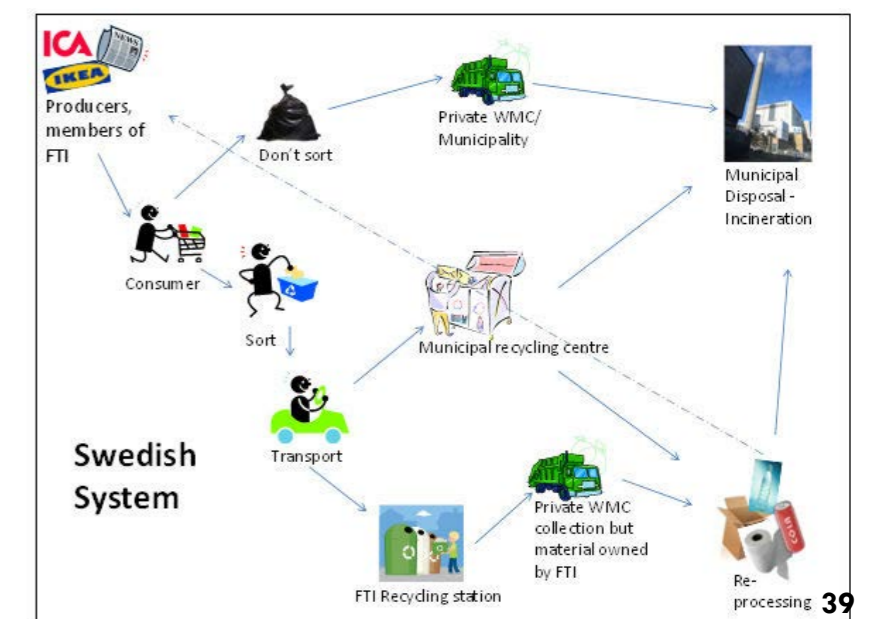 ICA
NEWS
IKEA
Producers,
members of
FTI
Don't sort
Private WMC/
Municipality
Municipal
Disposal -
Incineration
Consumer
Sort
Municipal recycling centre
Transport
Swedish
System
Private WMC
collection but
material owned
by FTI
FTI Recycling station
Re-
processing
39